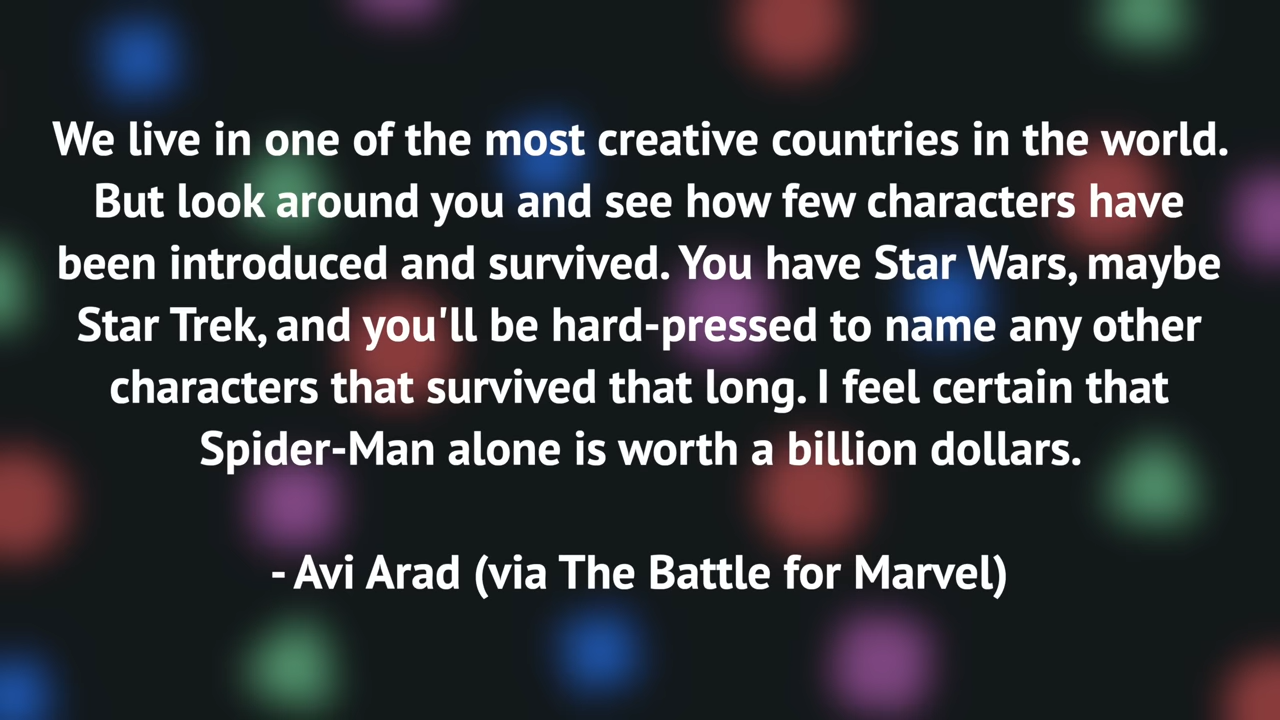 We live in one of the most creative countries in the world.
But look around you and see how few characters have
been introduced and survived. You have Star Wars, maybe
Star Trek, and you'll be hard-pressed to name any other
characters that survived that long. I feel certain that
Spider-Man alone is worth a billion dollars.
- Avi Arad (via The Battle for Marvel)